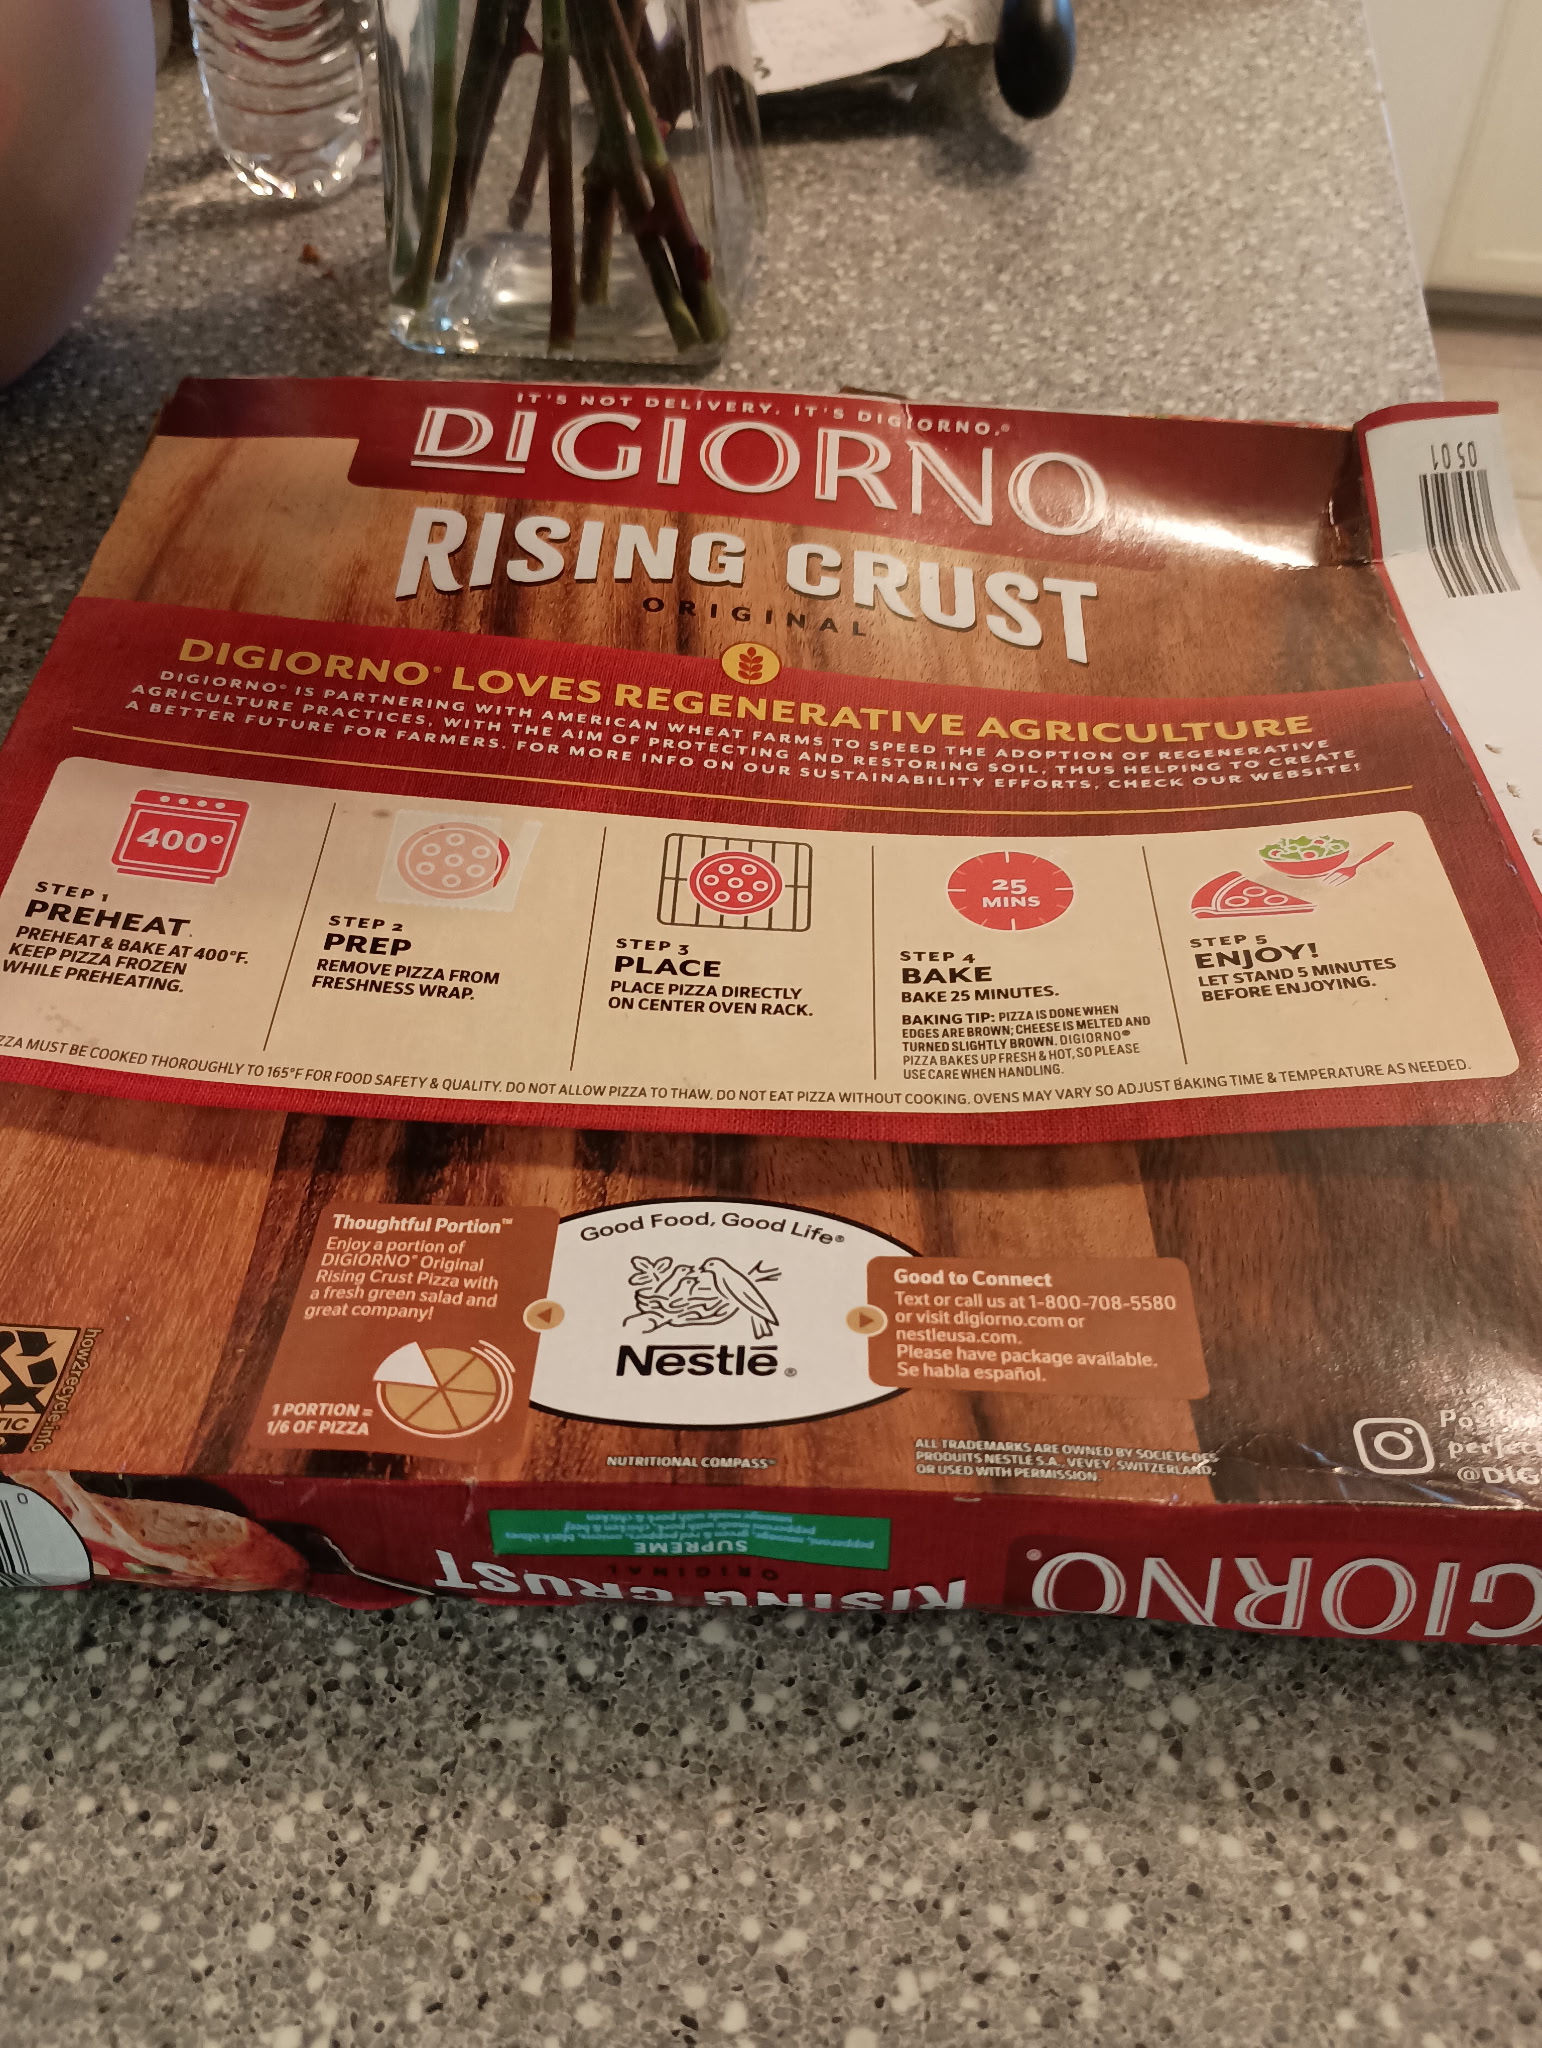 IT'S NOT DELIVERY. IT'S DIGIORNO.®
DIGIORNO
RISING CRUST
ORIGINAL
0501
DIGIORNO® LOVES REGENERATIVE AGRICULTURE
DIGIORNO® IS PARTNERING WITH AMERICAN WHEAT FARMS TO SPEED THE ADOPTION OF REGENERATIVE
AGRICULTURE PRACTICES, WITH THE AIM OF PROTECTING AND RESTORING SOIL, THUS HELPING TO CREATE
A BETTER FUTURE FOR FARMERS. FOR MORE INFO ON OUR SUSTAINABILITY EFFORTS, CHECK OUR WEBSITE!
400°
STEP 1
PREHEAT
PREHEAT & BAKE AT 400°F.
KEEP PIZZA FROZEN
WHILE PREHEATING.
STEP 2
PREP
REMOVE PIZZA FROM
FRESHNESS WRAP.
STEP 3
PLACE
PLACE PIZZA DIRECTLY
ON CENTER OVEN RACK.
25
MINS
STEP 4
BAKE
BAKE 25 MINUTES.
BAKING TIP: PIZZA IS DONE WHEN
EDGES ARE BROWN; CHEESE IS MELTED AND
TURNED SLIGHTLY BROWN. DIGIORNO®
PIZZA BAKES UP FRESH & HOT, SO PLEASE
USE CARE WHEN HANDLING.
STEP 5
ENJOY!
LET STAND 5 MINUTES
BEFORE ENJOYING.
ZZA MUST BE COOKED THOROUGHLY TO 165°F FOR FOOD SAFETY & QUALITY. DO NOT ALLOW PIZZA TO THAW. DO NOT EAT PIZZA WITHOUT COOKING. OVENS MAY VARY SO ADJUST BAKING TIME & TEMPERATURE AS NEEDED.
Thoughtful Portion™
Enjoy a portion of
DIGIORNO® Original
Rising Crust Pizza with
a fresh green salad and
great company!
1 PORTION =
1/6 OF PIZZA
Good Food, Good Life®
Nestlé®
Good to Connect
Text or call us at 1-800-708-5580
or visit digiorno.com or
nestleusa.com.
Please have package available.
Se habla español.
how2recycle.info
TIC
NUTRITIONAL COMPASS®
ALL TRADEMARKS ARE OWNED BY SOCIÉTÉ DES
PRODUITS NESTLÉ S.A., VEVEY, SWITZERLAND,
OR USED WITH PERMISSION.
perfec
@DIG
0
GIORNO®
RISING CRUST
ORIGINAL
SUPREME